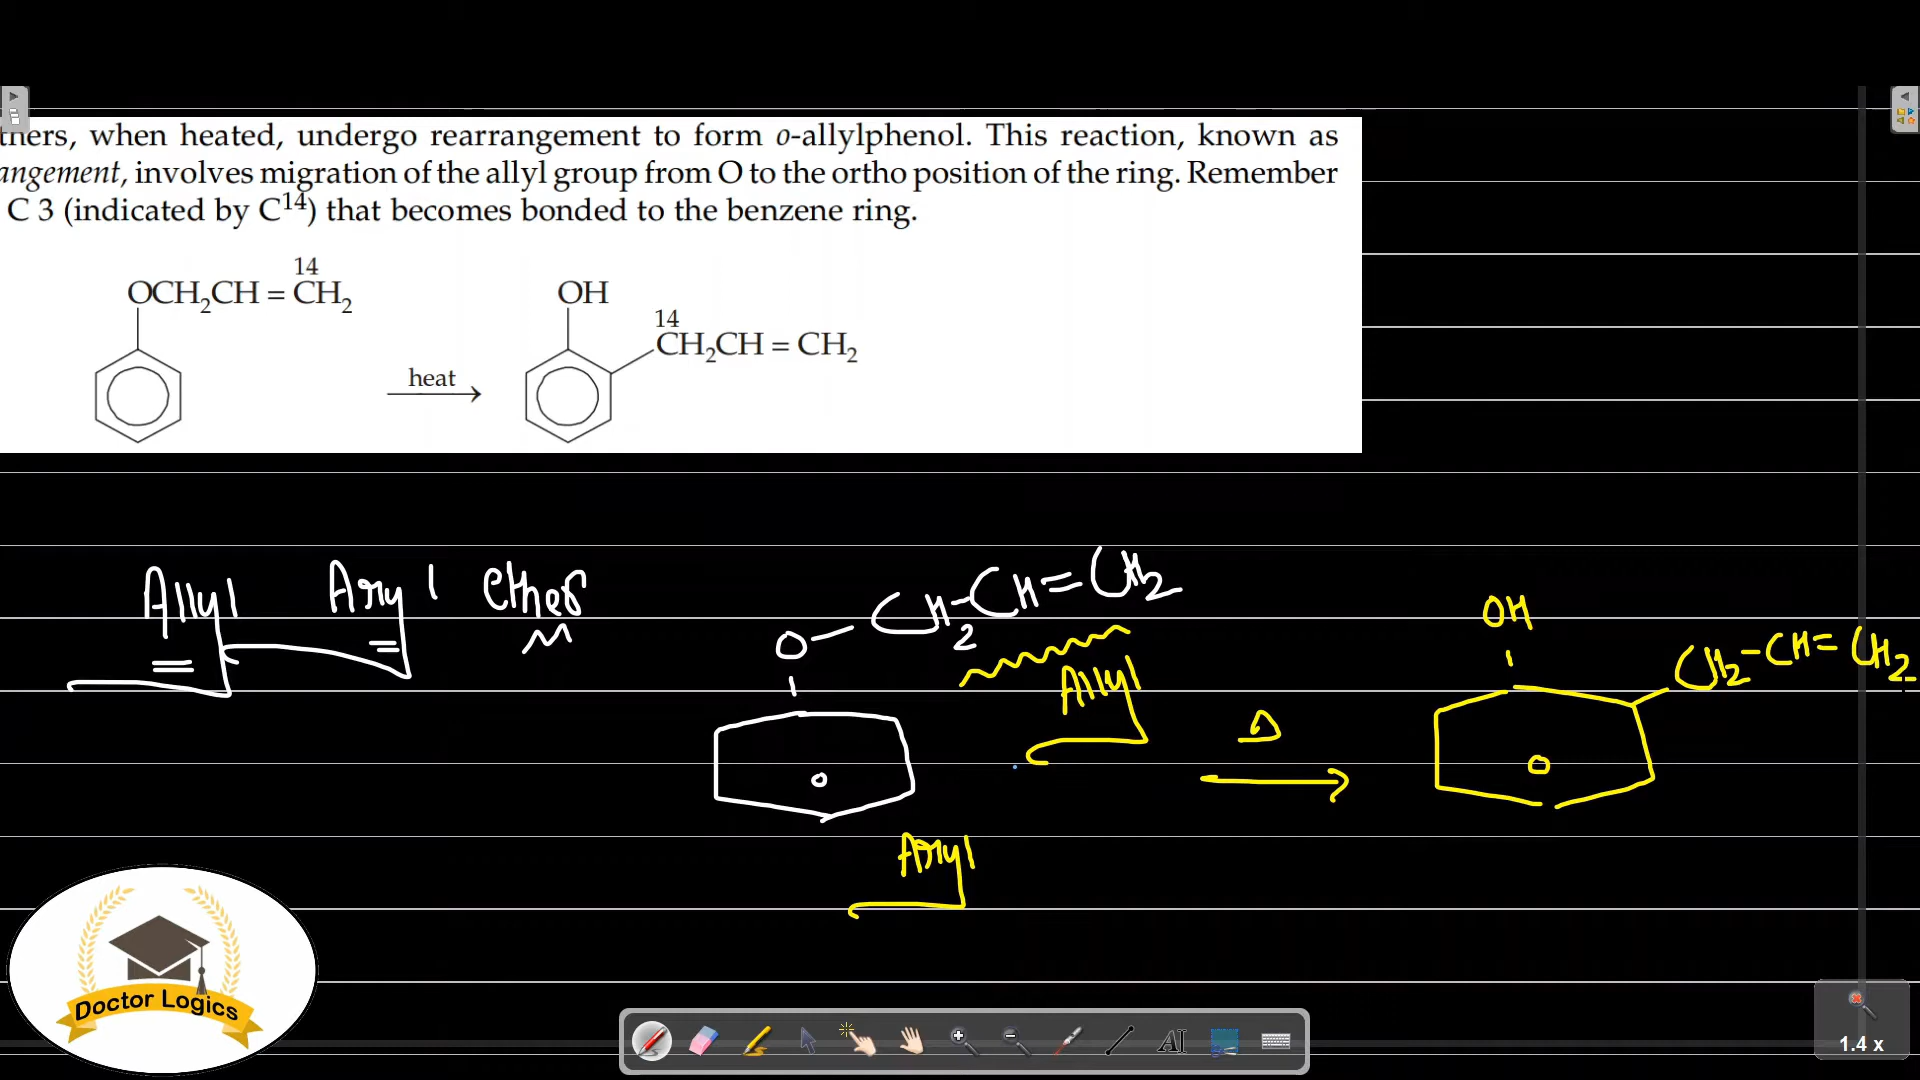 thers, when heated, undergo rearrangement to form o-allylphenol. This reaction, known as
angement, involves migration of the allyl group from O to the ortho position of the ring. Remember
C 3 (indicated by C14) that becomes bonded to the benzene ring.
14
OCH2CH = CH2
OH
14
CH2CH = CH2
heat
Allyl Aryl ether
O-CH2-CH=CH2
Allyl
Δ
OH
CH2-CH=CH2
Aryl
Doctor Logics
AI
1.4 x